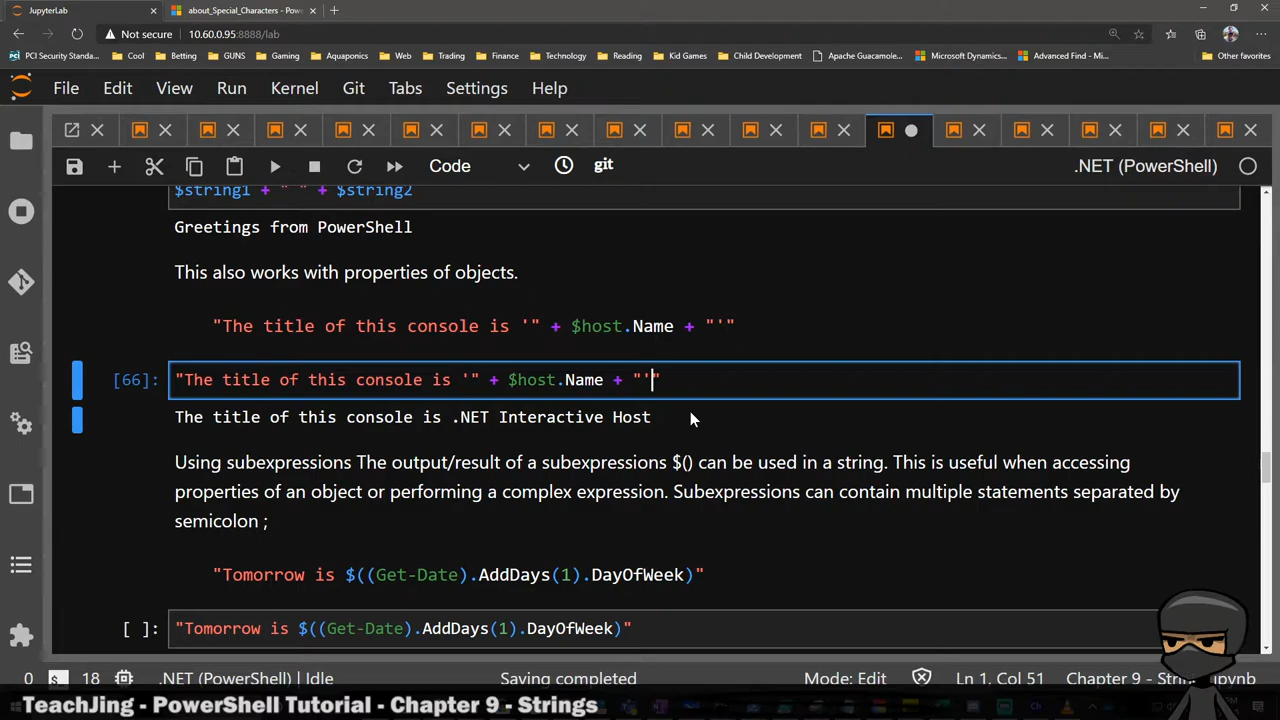 JupyterLab
about_Special_Characters - Pow
Not secure 10.60.0.95:8888/lab
PCI Security Standa... Cool Betting GUNS Gaming Aquaponics Web Trading Finance Technology Reading Kid Games Child Development Apache Guacamole... Microsoft Dynamics... Advanced Find - Mi... Other favorites
File Edit View Run Kernel Git Tabs Settings Help
Code git .NET (PowerShell)
$string1 + " " + $string2
Greetings from PowerShell
This also works with properties of objects.
"The title of this console is '" + $host.Name + "'"
[66]: "The title of this console is '" + $host.Name + "'"
The title of this console is .NET Interactive Host
Using subexpressions The output/result of a subexpressions $() can be used in a string. This is useful when accessing
properties of an object or performing a complex expression. Subexpressions can contain multiple statements separated by
semicolon ;
"Tomorrow is $((Get-Date).AddDays(1).DayOfWeek)"
[ ]: "Tomorrow is $((Get-Date).AddDays(1).DayOfWeek)"
0 $_ 18 .NET (PowerShell) | Idle Saving completed Mode: Edit Ln 1, Col 51 Chapter 9 - Str ipynb
TeachJing - PowerShell Tutorial - Chapter 9 - Strings